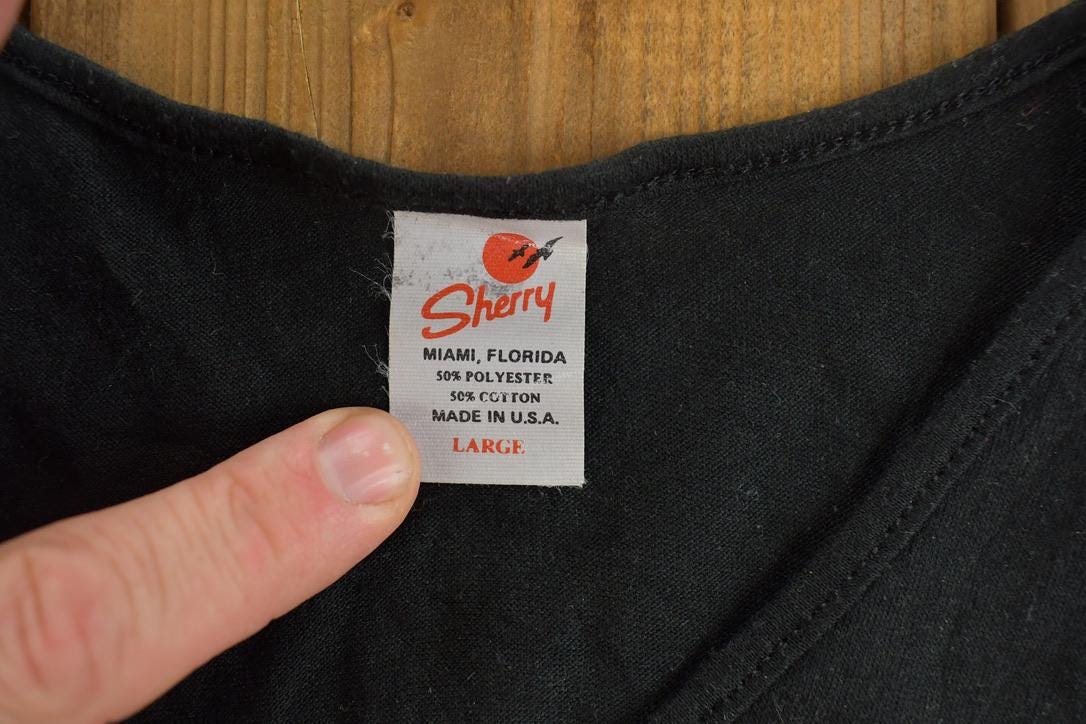 Sherry
MIAMI, FLORIDA
50% POLYESTER
50% COTTON
MADE IN U.S.A.
LARGE